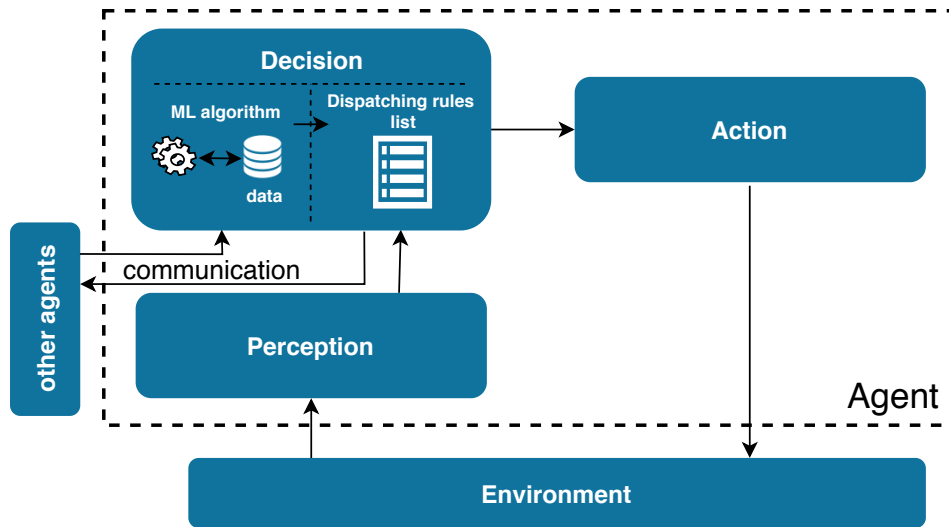 Decision
ML algorithm
Dispatching rules
list
data
Action
other agents
communication
Perception
Agent
Environment